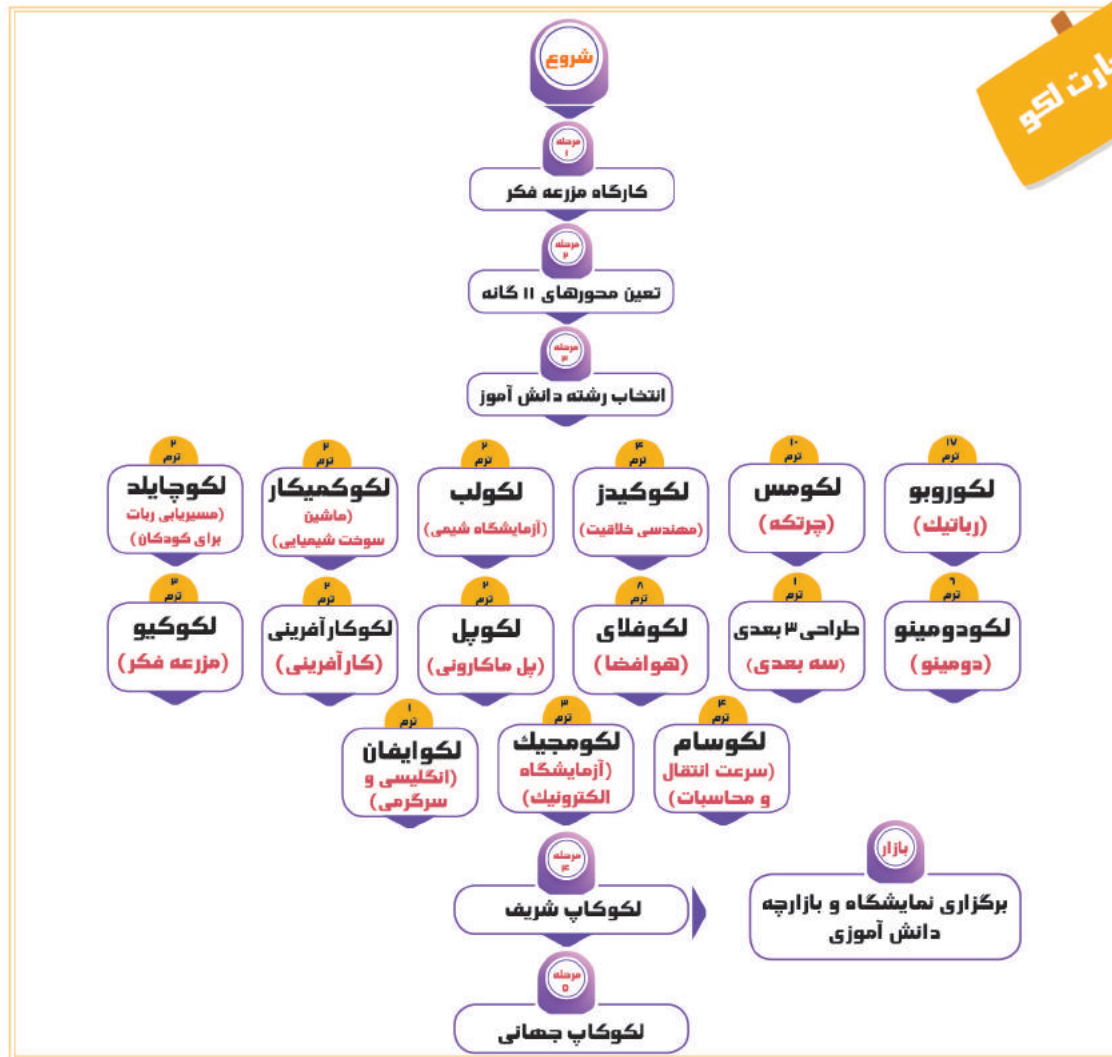 شروع
مرحله
۱
کارگاه مزرعه فکر
مرحله
۲
تعین محورهای ۱۱ گانه
مرحله
۳
انتخاب رشته دانش آموز
۱۷
ترم
لکوروبو
(رباتیك)
۱۰
ترم
لکومس
(چرتکه)
۴
ترم
لکوکیدز
(مهندسی خلاقیت)
۲
ترم
لکولب
(آزمایشگاه شیمی)
۲
ترم
لکوکمیکار
(ماشین
سوخت شیمیایی)
۲
ترم
لکوچایلد
(مسیریابی ربات
برای کودکان)
۶
ترم
لکودومینو
(دومینو)
۱
ترم
طراحی ۳ بعدی
(سه بعدی)
۸
ترم
لکوفلای
(هوافضا)
۲
ترم
لکوپل
(پل ماکارونی)
۲
ترم
لکوکارآفرینی
(کارآفرینی)
۳
ترم
لکوکیو
(مزرعه فکر)
۴
ترم
لکوسام
(سرعت انتقال
و محاسبات)
۳
ترم
لکومجیك
(آزمایشگاه
الکترونیك)
۱
ترم
لکوایفان
(انگلیسی و
سرگرمی)
مرحله
۴
لکوکاپ شریف
بازار
برگزاری نمایشگاه و بازارچه
دانش آموزی
مرحله
۵
لکوکاپ جهانی
لکو